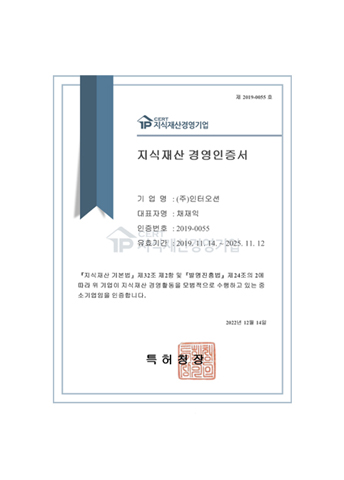 제 2019-0055 호
CERT
IP 지식재산경영기업
지식재산 경영인증서
기 업 명 : (주)인터오션
대표자명 : 채재익
인증번호 : 2019-0055
유효기간 : 2019. 11. 14. ~ 2025. 11. 12
CERT
IP 지식재산경영기업
『지식재산 기본법』제32조 제2항 및『발명진흥법』제24조의 2에
따라 위 기업이 지식재산 경영활동을 모범적으로 수행하고 있는 중
소기업임을 인증합니다.
2022년 12월 14일
특허청장